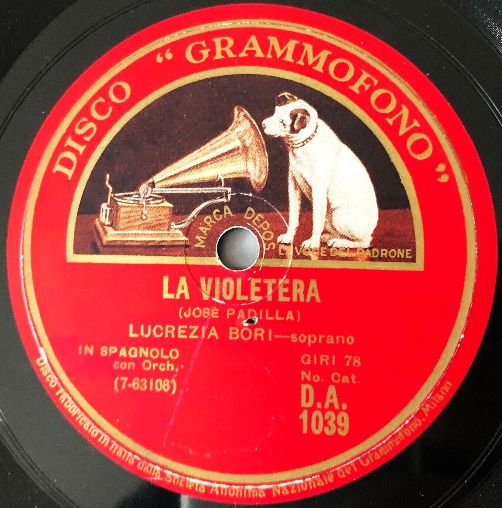 DISCO "GRAMMOFONO"
MARCA DEPOS.
LA VOCE DEL PADRONE
LA VIOLETERA
(JOSÈ PADILLA)
LUCREZIA BORI—soprano
IN SPAGNOLO
con Orch.
(7-63106)
GIRI 78
No. Cat.
D.A.
1039
Disco Fabbricato in Italia dalla Società Anonima Nazionale del Grammofono, Milano